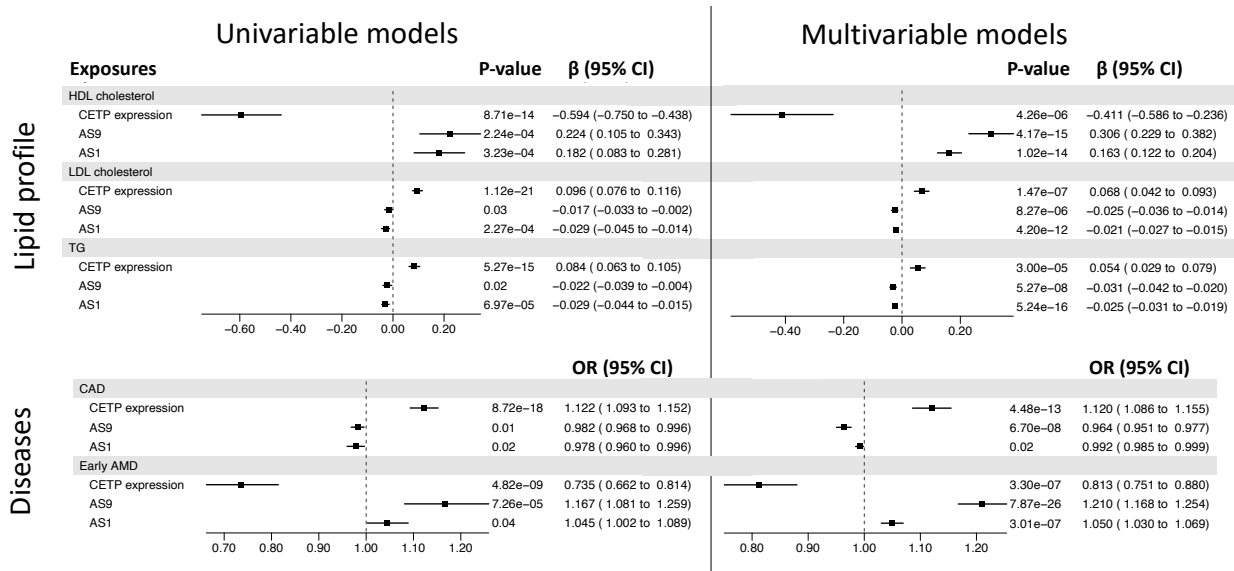 Univariable models Multivariable models
Exposures P-value β (95% CI) P-value β (95% CI)
Lipid profile
HDL cholesterol
CETP expression 8.71e−14 −0.594 (−0.750 to −0.438) 4.26e−06 −0.411 (−0.586 to −0.236)
AS9 2.24e−04 0.224 ( 0.105 to 0.343) 4.17e−15 0.306 ( 0.229 to 0.382)
AS1 3.23e−04 0.182 ( 0.083 to 0.281) 1.02e−14 0.163 ( 0.122 to 0.204)
LDL cholesterol
CETP expression 1.12e−21 0.096 ( 0.076 to 0.116) 1.47e−07 0.068 ( 0.042 to 0.093)
AS9 0.03 −0.017 (−0.033 to −0.002) 8.27e−06 −0.025 (−0.036 to −0.014)
AS1 2.27e−04 −0.029 (−0.045 to −0.014) 4.20e−12 −0.021 (−0.027 to −0.015)
TG
CETP expression 5.27e−15 0.084 ( 0.063 to 0.105) 3.00e−05 0.054 ( 0.029 to 0.079)
AS9 0.02 −0.022 (−0.039 to −0.004) 5.27e−08 −0.031 (−0.042 to −0.020)
AS1 6.97e−05 −0.029 (−0.044 to −0.015) 5.24e−16 −0.025 (−0.031 to −0.019)
−0.60 −0.40 −0.20 0.00 0.20 −0.40 −0.20 0.00 0.20
OR (95% CI) OR (95% CI)
Diseases
CAD
CETP expression 8.72e−18 1.122 ( 1.093 to 1.152) 4.48e−13 1.120 ( 1.086 to 1.155)
AS9 0.01 0.982 ( 0.968 to 0.996) 6.70e−08 0.964 ( 0.951 to 0.977)
AS1 0.02 0.978 ( 0.960 to 0.996) 0.02 0.992 ( 0.985 to 0.999)
Early AMD
CETP expression 4.82e−09 0.735 ( 0.662 to 0.814) 3.30e−07 0.813 ( 0.751 to 0.880)
AS9 7.26e−05 1.167 ( 1.081 to 1.259) 7.87e−26 1.210 ( 1.168 to 1.254)
AS1 0.04 1.045 ( 1.002 to 1.089) 3.01e−07 1.050 ( 1.030 to 1.069)
0.70 0.80 0.90 1.00 1.10 1.20 0.80 0.90 1.00 1.10 1.20